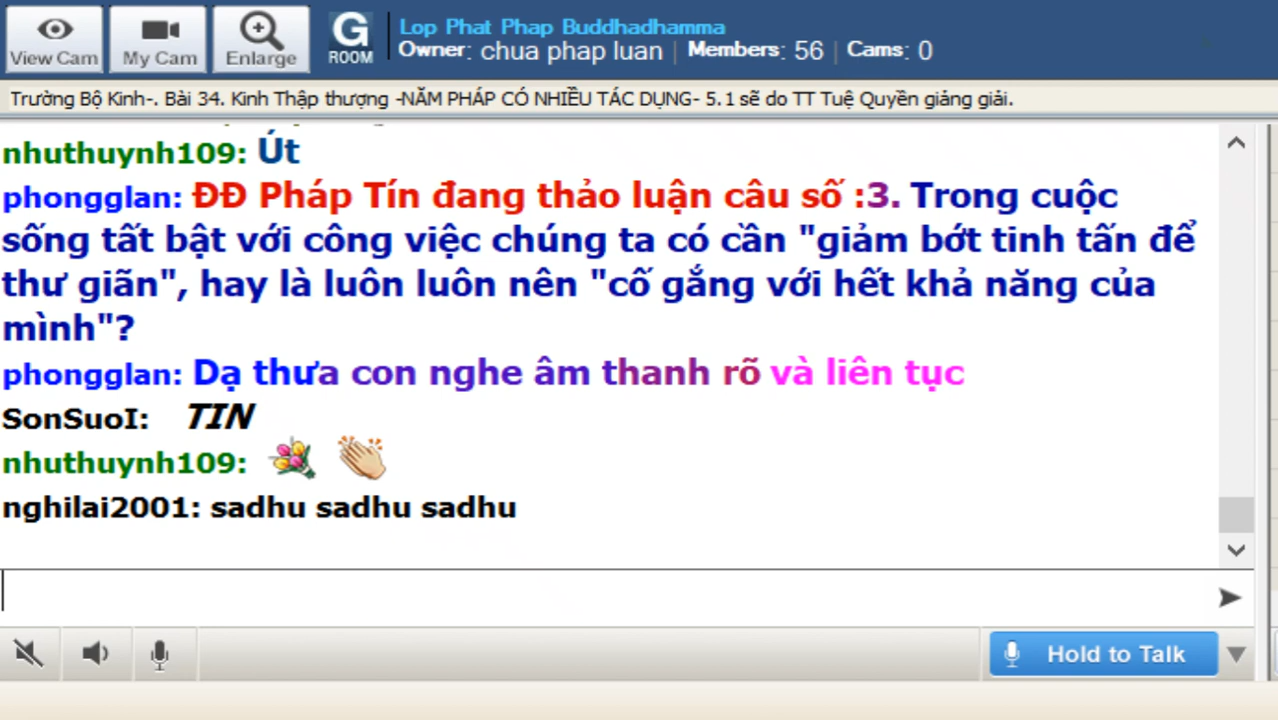 View Cam
My Cam
Enlarge
G
ROOM
Lop Phat Phap Buddhadhamma
Owner: chua phap luan | Members: 56 | Cams: 0
Trường Bộ Kinh-. Bài 34. Kinh Thập thượng -NĂM PHÁP CÓ NHIỀU TÁC DỤNG- 5.1 sẽ do TT Tuệ Quyền giảng giải.
nhuthuynh109: Út
phongglan: ĐĐ Pháp Tín đang thảo luận câu số :3. Trong cuộc
sống tất bật với công việc chúng ta có cần "giảm bớt tinh tấn để
thư giãn", hay là luôn luôn nên "cố gắng với hết khả năng của
mình"?
phongglan: Dạ thưa con nghe âm thanh rõ và liên tục
SonSuoI: TIN
nhuthuynh109:
nghilai2001: sadhu sadhu sadhu
Hold to Talk